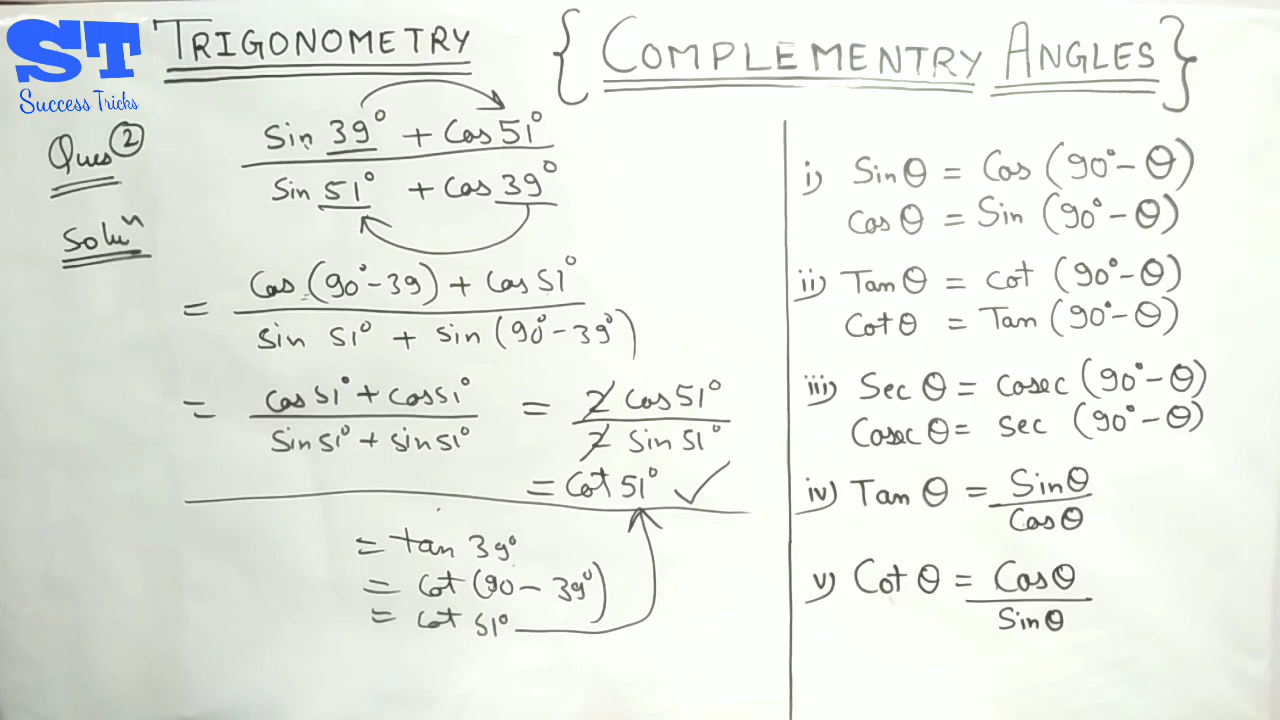 ST
Success Tricks
TRIGONOMETRY { COMPLEMENTRY ANGLES }
Ques ②
Sin 39° + Cos 51°
Sin 51° + Cos 39°
Soluⁿ
= Cos (90° - 39) + Cos 51°
sin 51° + sin (90° - 39°)
= Cos 51° + Cos 51° = 2 Cos 51°
Sin 51° + sin 51° 2 Sin 51°
= Cot 51° ✓
= tan 39°
= cot (90 - 39°)
= cot 51°
i) Sin θ = Cos (90° - θ)
Cos θ = Sin (90° - θ)
ii) Tan θ = cot (90° - θ)
Cot θ = Tan (90° - θ)
iii) Sec θ = cosec (90° - θ)
Cosec θ = sec (90° - θ)
iv) Tan θ = Sin θ
Cos θ
v) Cot θ = Cos θ
Sin θ